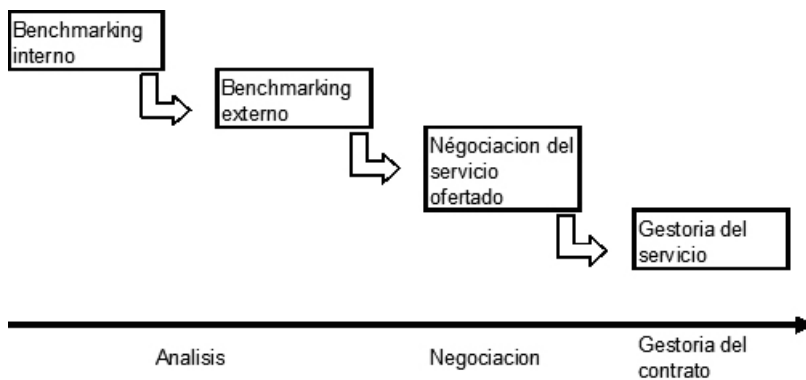 Benchmarking
interno
Benchmarking
externo
Négociacion del
servicio
ofertado
Gestoria del
servicio
Analisis
Negociacion
Gestoria del
contrato